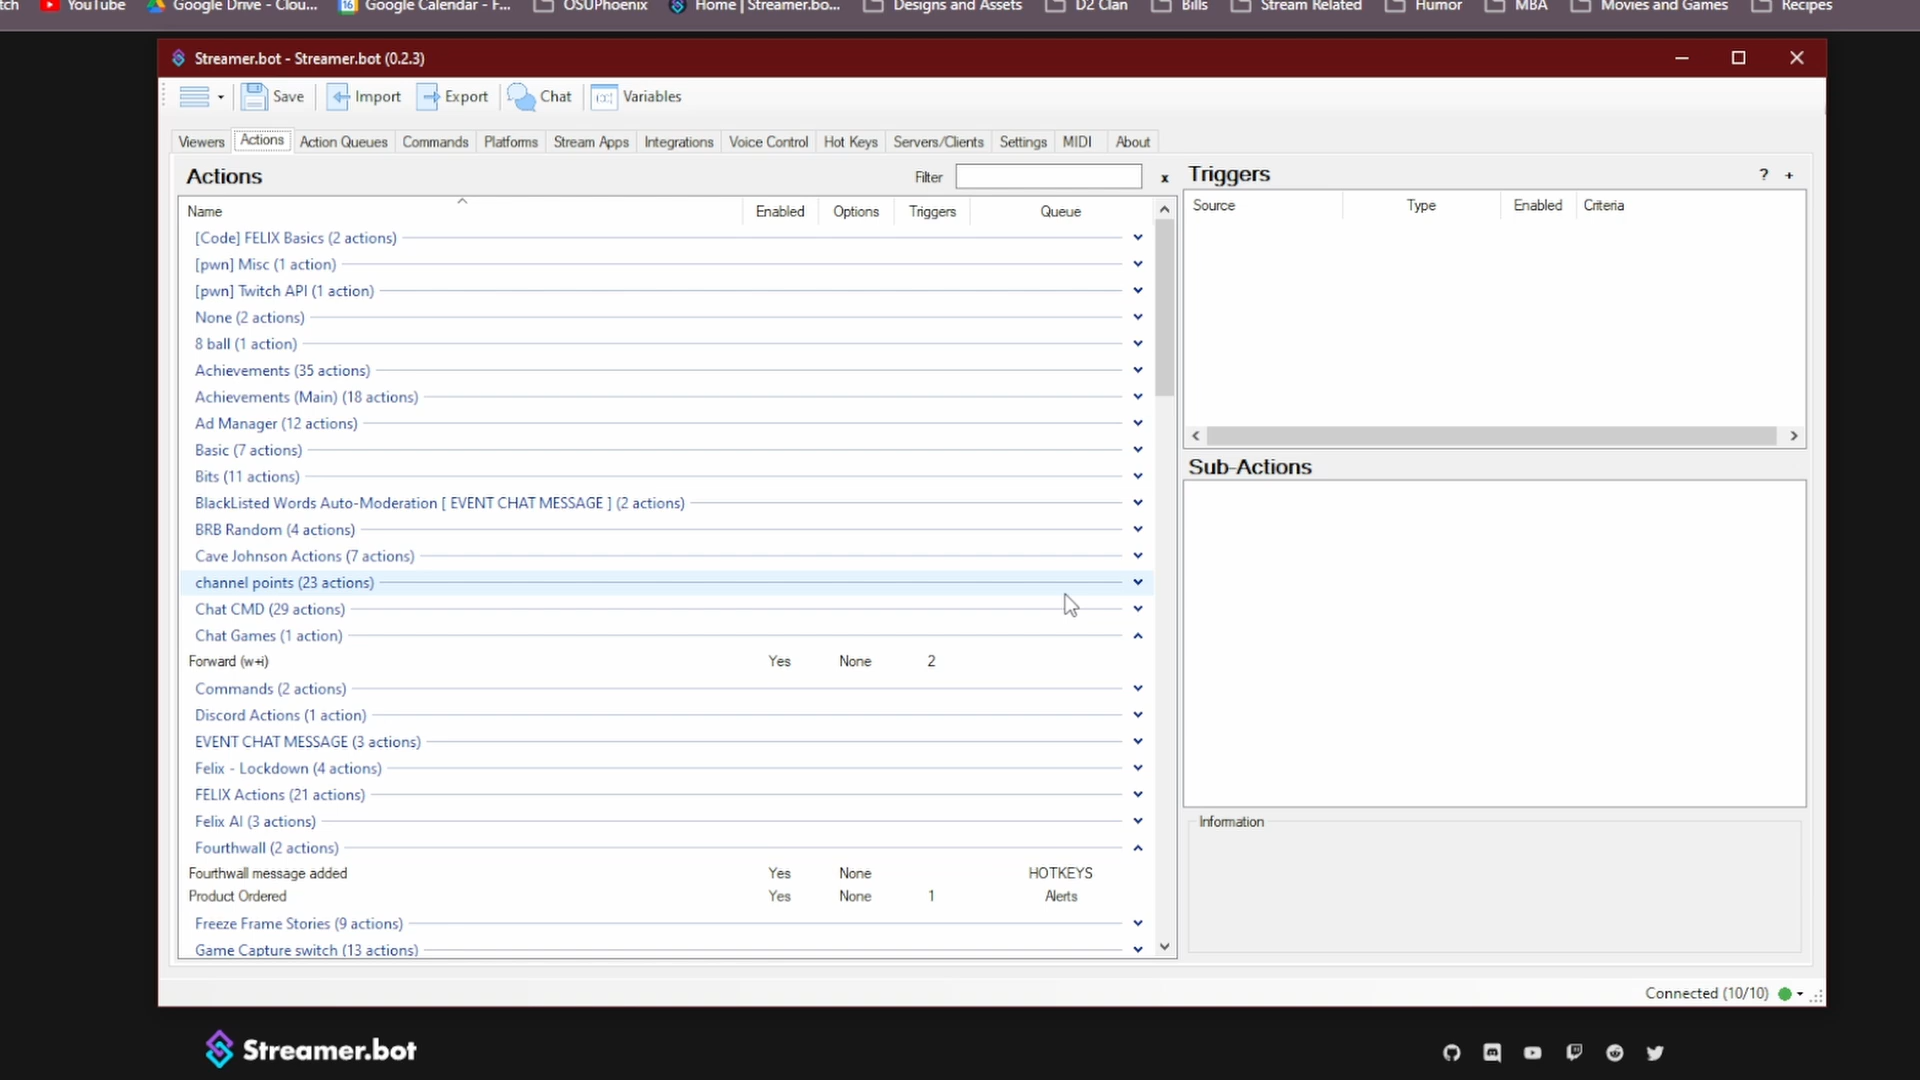 YouTube
Google Drive - Clou...
Google Calendar - F...
OSUPhoenix
Home | Streamer.bo...
Designs and Assets
D2 Clan
Bills
Stream Related
Humor
MBA
Movies and Games
Recipes
Streamer.bot - Streamer.bot (0.2.3)
Save Import Export Chat Variables
Viewers Actions Action Queues Commands Platforms Stream Apps Integrations Voice Control Hot Keys Servers/Clients Settings MIDI About
Actions
Filter
x
Name Enabled Options Triggers Queue
[Code] FELIX Basics (2 actions)
[pwn] Misc (1 action)
[pwn] Twitch API (1 action)
None (2 actions)
8 ball (1 action)
Achievements (35 actions)
Achievements (Main) (18 actions)
Ad Manager (12 actions)
Basic (7 actions)
Bits (11 actions)
BlackListed Words Auto-Moderation [ EVENT CHAT MESSAGE ] (2 actions)
BRB Random (4 actions)
Cave Johnson Actions (7 actions)
channel points (23 actions)
Chat CMD (29 actions)
Chat Games (1 action)
Forward (w+i) Yes None 2
Commands (2 actions)
Discord Actions (1 action)
EVENT CHAT MESSAGE (3 actions)
Felix - Lockdown (4 actions)
FELIX Actions (21 actions)
Felix AI (3 actions)
Fourthwall (2 actions)
Fourthwall message added Yes None HOTKEYS
Product Ordered Yes None 1 Alerts
Freeze Frame Stories (9 actions)
Game Capture switch (13 actions)
Triggers
? +
Source Type Enabled Criteria
Sub-Actions
Information
Connected (10/10)
Streamer.bot